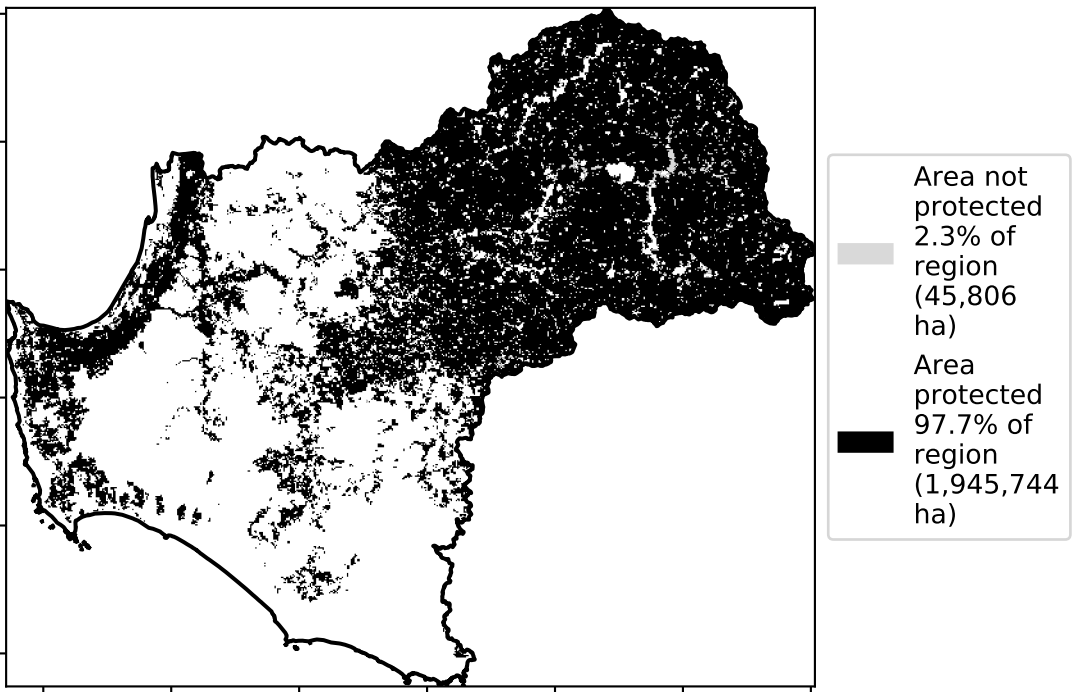 Area not
protected
2.3% of
region
(45,806
ha)
Area
protected
97.7% of
region
(1,945,744
ha)